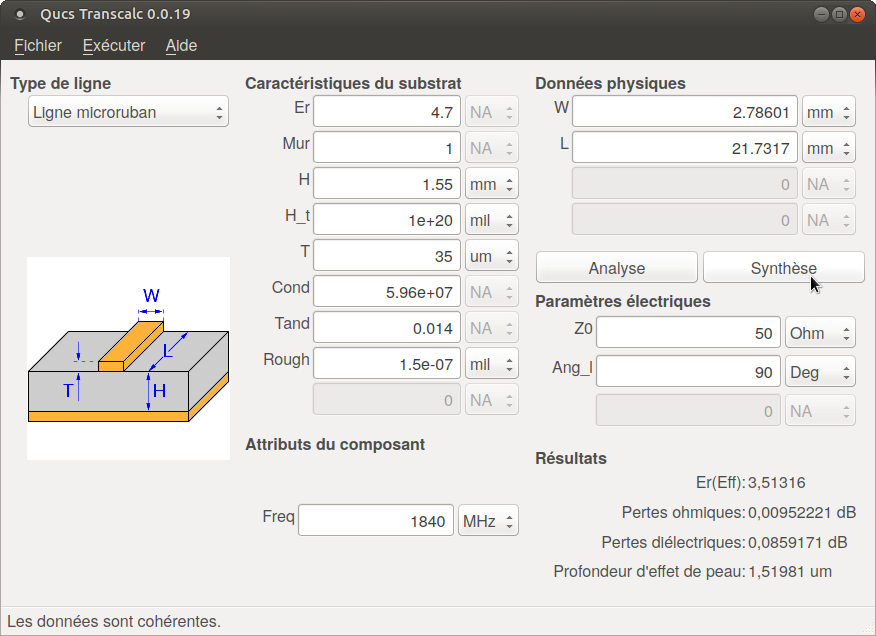 Qucs Transcalc 0.0.19
Fichier Exécuter Aide
Type de ligne
Ligne microruban
W
L
T
H
Caractéristiques du substrat
Er 4.7 NA
Mur 1 NA
H 1.55 mm
H_t 1e+20 mil
T 35 um
Cond 5.96e+07 NA
Tand 0.014 NA
Rough 1.5e-07 mil
0 NA
Attributs du composant
Freq 1840 MHz
Données physiques
W 2.78601 mm
L 21.7317 mm
0 NA
0 NA
Analyse Synthèse
Paramètres électriques
Z0 50 Ohm
Ang_l 90 Deg
0 NA
Résultats
Er(Eff): 3,51316
Pertes ohmiques: 0,00952221 dB
Pertes diélectriques: 0,0859171 dB
Profondeur d'effet de peau: 1,51981 um
Les données sont cohérentes.